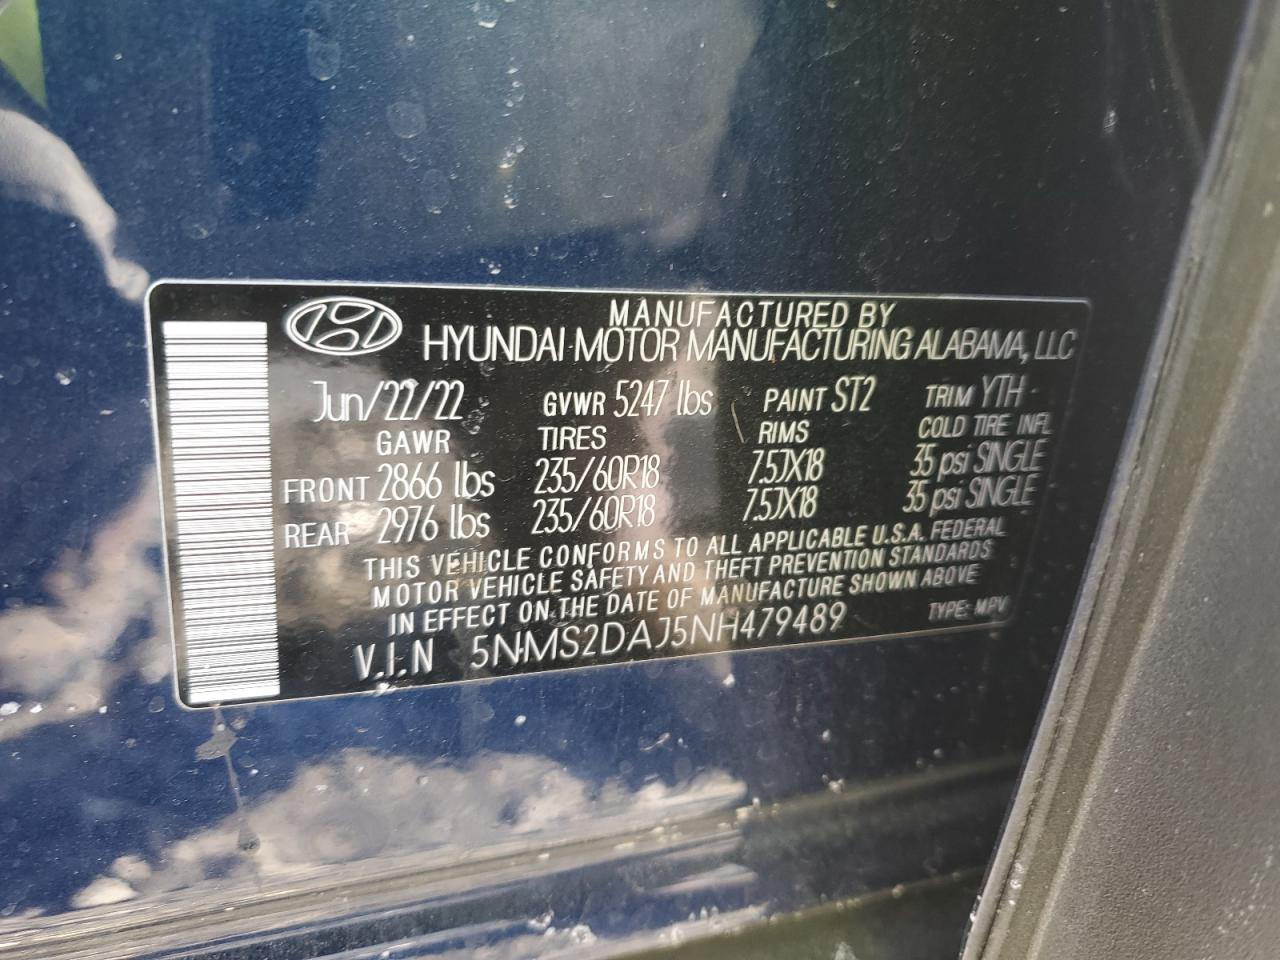 MANUFACTURED BY
HYUNDAI MOTOR MANUFACTURING ALABAMA, LLC
Jun/22/22 GVWR 5247 lbs PAINT ST2 TRIM YTH
GAWR TIRES RIMS COLD TIRE INFL
FRONT 2866 lbs 235/60R18 7.5JX18 35 psi SINGLE
REAR 2976 lbs 235/60R18 7.5JX18 35 psi SINGLE
THIS VEHICLE CONFORMS TO ALL APPLICABLE U.S.A. FEDERAL
MOTOR VEHICLE SAFETY AND THEFT PREVENTION STANDARDS
IN EFFECT ON THE DATE OF MANUFACTURE SHOWN ABOVE
V.I.N 5NMS2DAJ5NH479489 TYPE: MPV